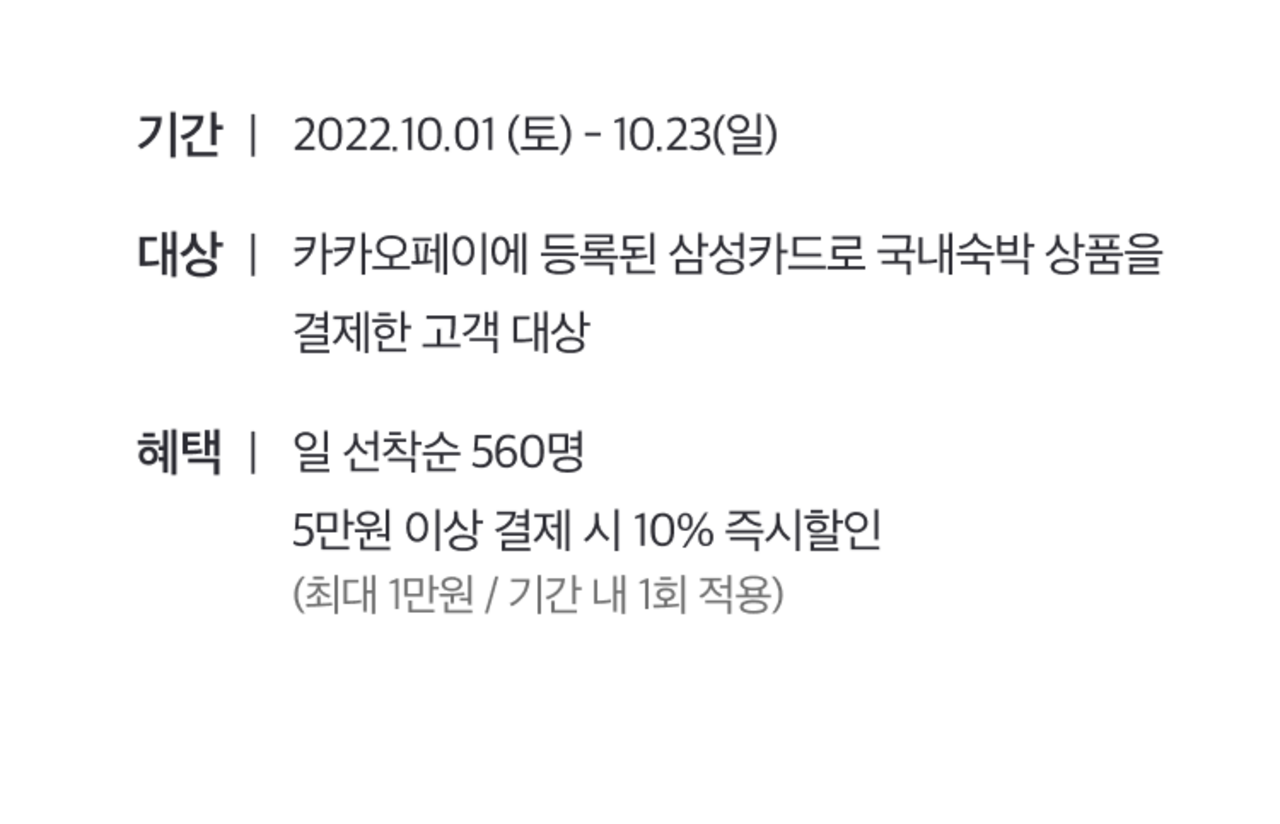 기간 | 2022.10.01 (토) - 10.23(일)
대상 | 카카오페이에 등록된 삼성카드로 국내숙박 상품을
결제한 고객 대상
혜택 | 일 선착순 560명
5만원 이상 결제 시 10% 즉시할인
(최대 1만원 / 기간 내 1회 적용)